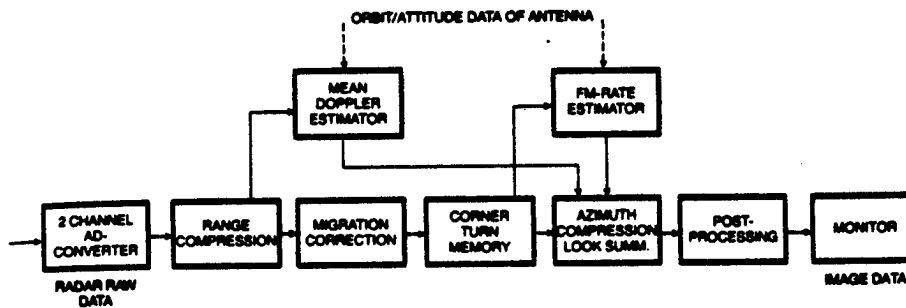 ORBIT/ATTITUDE DATA OF ANTENNA
MEAN
DOPPLER
ESTIMATOR
FM-RATE
ESTIMATOR
2 CHANNEL
AD-
CONVERTER
RANGE
COMPRESSION
MIGRATION
CORRECTION
CORNER
TURN
MEMORY
AZIMUTH
COMPRESSION
LOOK SUMM.
POST-
PROCESSING
MONITOR
RADAR RAW
DATA
IMAGE DATA